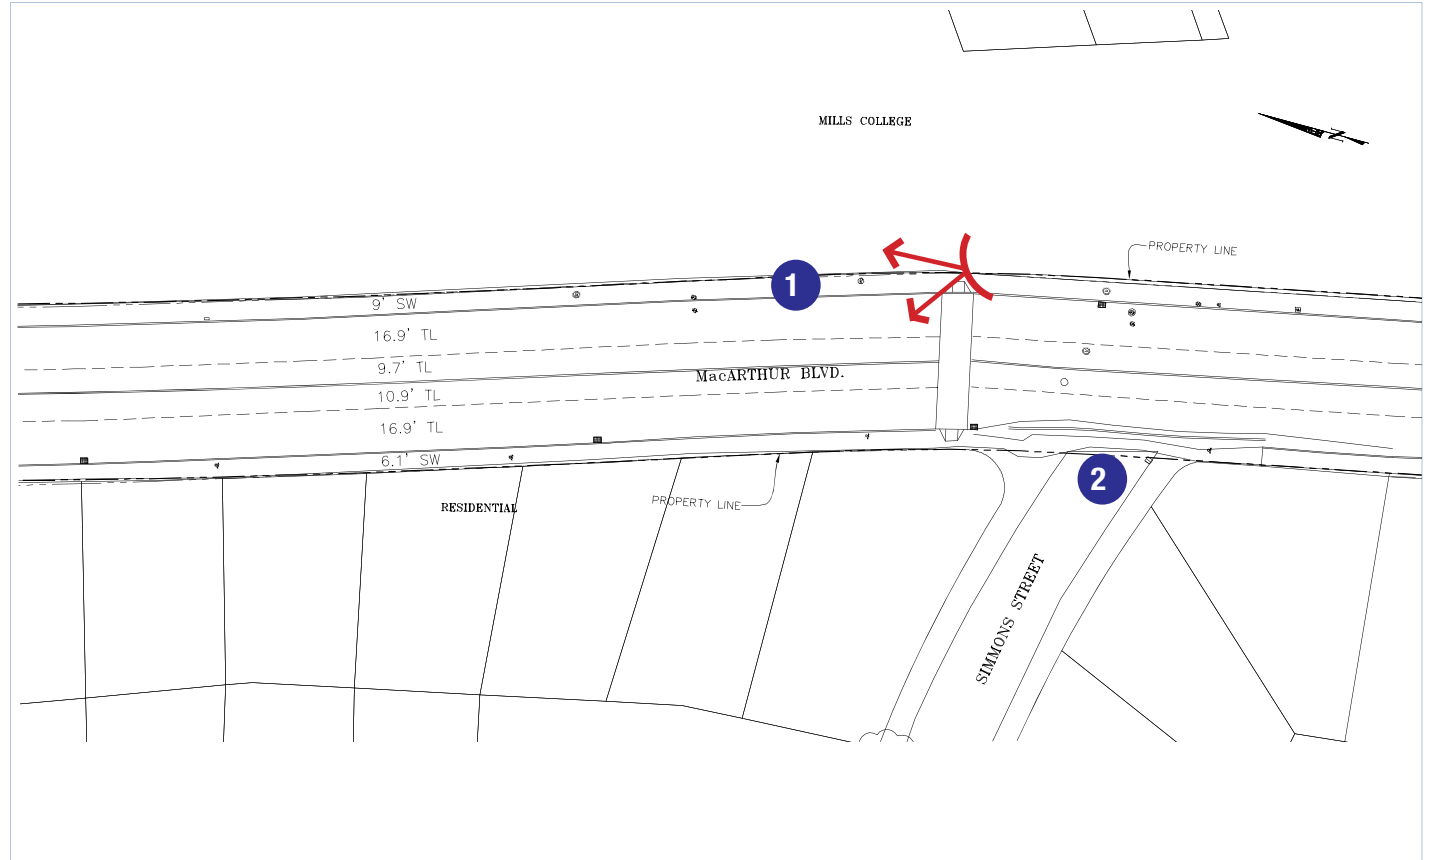 MILLS COLLEGE
N
PROPERTY LINE
1
9' SW
16.9' TL
9.7' TL
MacARTHUR BLVD.
10.9' TL
16.9' TL
6.1' SW
2
PROPERTY LINE
RESIDENTIAL
SIMMONS STREET